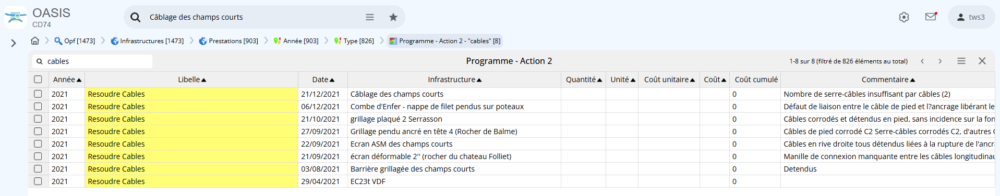 OASIS
CD74
Câblage des champs courts
tws3
Opf [1473] Infrastructures [1473] Prestations [903] Année [903] Type [826] Programme - Action 2 - "cables" [8]
cables Programme - Action 2 1-8 sur 8 (filtré de 826 éléments au total)
Année Libelle Date Infrastructure Quantité Unité Coût unitaire Coût Coût cumulé Commentaire
2021 Resoudre Cables 21/12/2021 Câblage des champs courts 0 Nombre de serre-câbles insuffisant par câbles (2)
2021 Resoudre Cables 06/12/2021 Combe d'Enfer - nappe de filet pendus sur poteaux 0 Défaut de liaison entre le câble de pied et l?ancrage libérant le
2021 Resoudre Cables 21/10/2021 grillage plaqué 2 Serrasson 0 Câbles corrodés et détendus en pied, sans incidence sur la fon
2021 Resoudre Cables 27/09/2021 Grillage pendu ancré en tête 4 (Rocher de Balme) 0 Câbles de pied corrodé C2 Serre-câbles corrodés C2, d'autres
2021 Resoudre Cables 22/09/2021 Ecran ASM des champs courts 0 Câbles en rive droite tous détendus liées à la rupture de l'ancr
2021 Resoudre Cables 21/09/2021 écran déformable 2'' (rocher du chateau Folliet) 0 Manille de connexion manquante entre les câbles longitudinau
2021 Resoudre Cables 03/08/2021 Barrière grillagée des champs courts 0 Detendus
2021 Resoudre Cables 29/04/2021 EC23t VDF 0